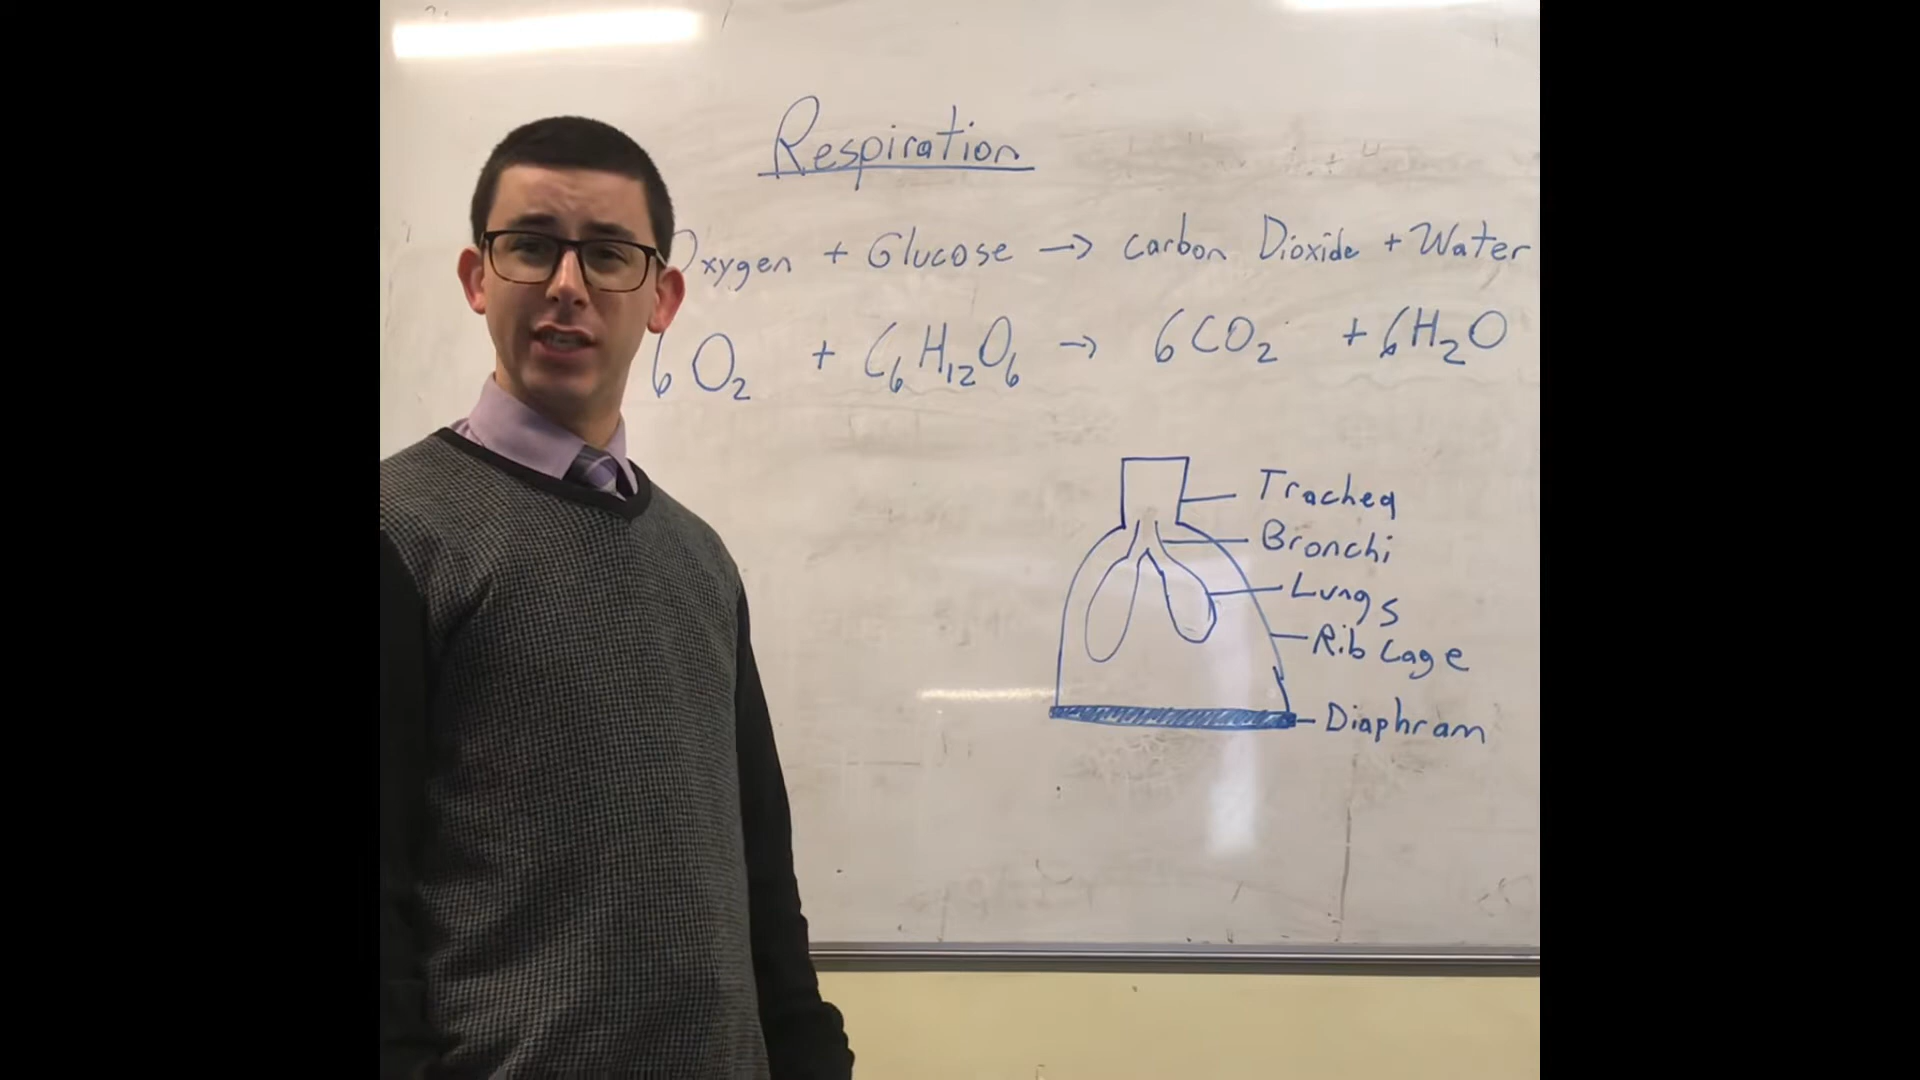 Respiration
Oxygen + Glucose → carbon Dioxide + Water
6O₂ + C₆H₁₂O₆ → 6CO₂ + 6H₂O
Trachea
Bronchi
Lungs
Rib Cage
Diaphram